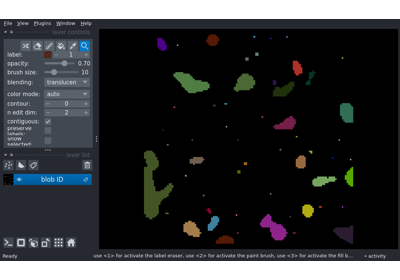 File View Plugins Window Help
layer controls
label: 1
opacity: 0.70
brush size: 10
blending: translucen
color mode: auto
contour: 0
n edit dim: 2
contiguous:
preserve
labels:
show
selected:
layer list
blob ID
Ready
use <1> for activate the label eraser, use <2> for activate the paint brush, use <3> for activate the fill b...
activity